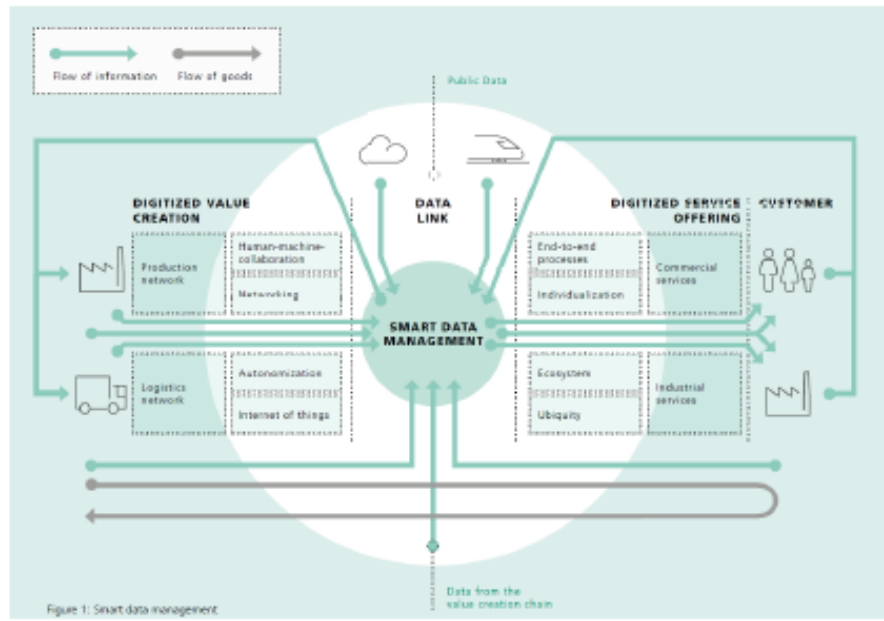 Flow of information
Flow of goods
Public Data
DIGITIZED VALUE
CREATION
DATA
LINK
DIGITIZED SERVICE
OFFERING
CUSTOMER
Production
network
Human-machine-
collaboration
Networking
End-to-end
processes
Individualization
Commercial
services
SMART DATA
MANAGEMENT
Logistics
network
Autonomization
Internet of things
Ecosystem
Ubiquity
Industrial
services
Data from the
value creation chain
Figure 1: Smart data management